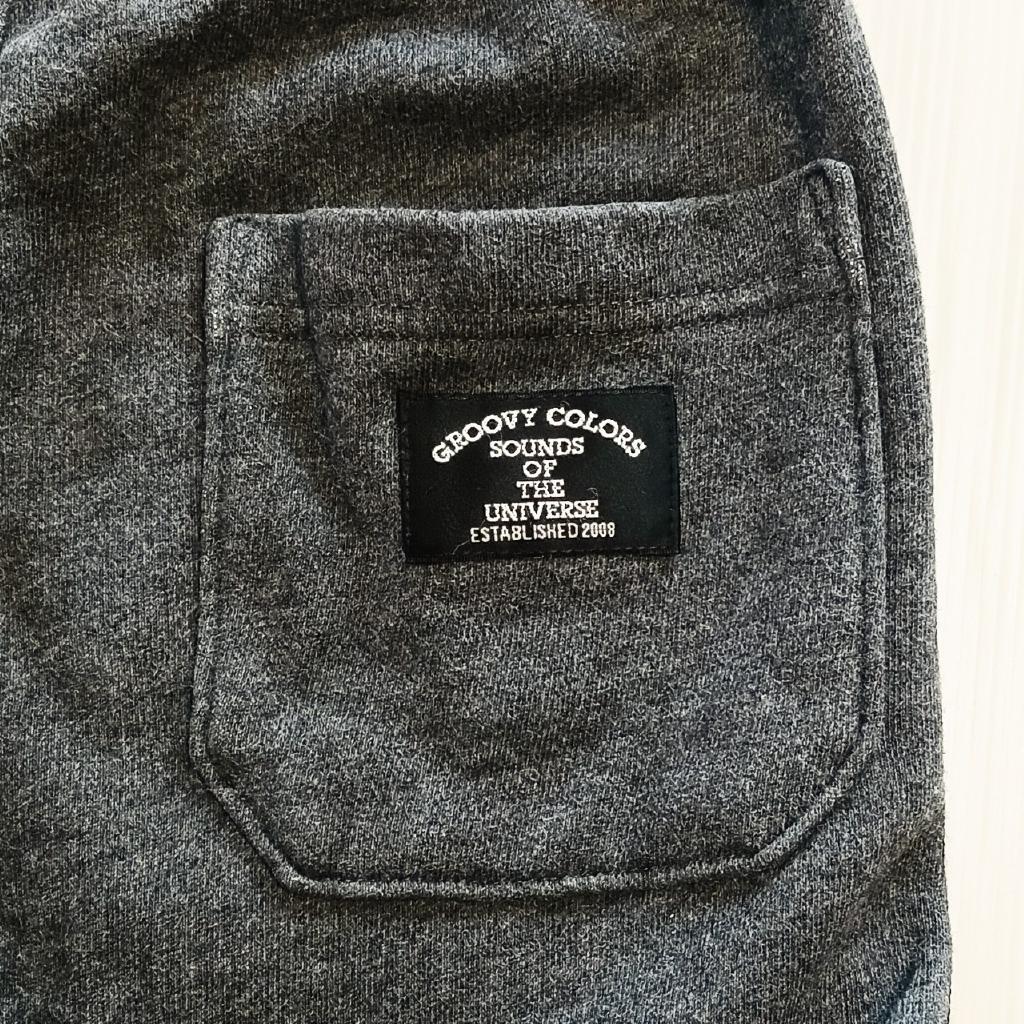 GROOVY COLORS
SOUNDS
OF
THE
UNIVERSE
ESTABLISHED 2008